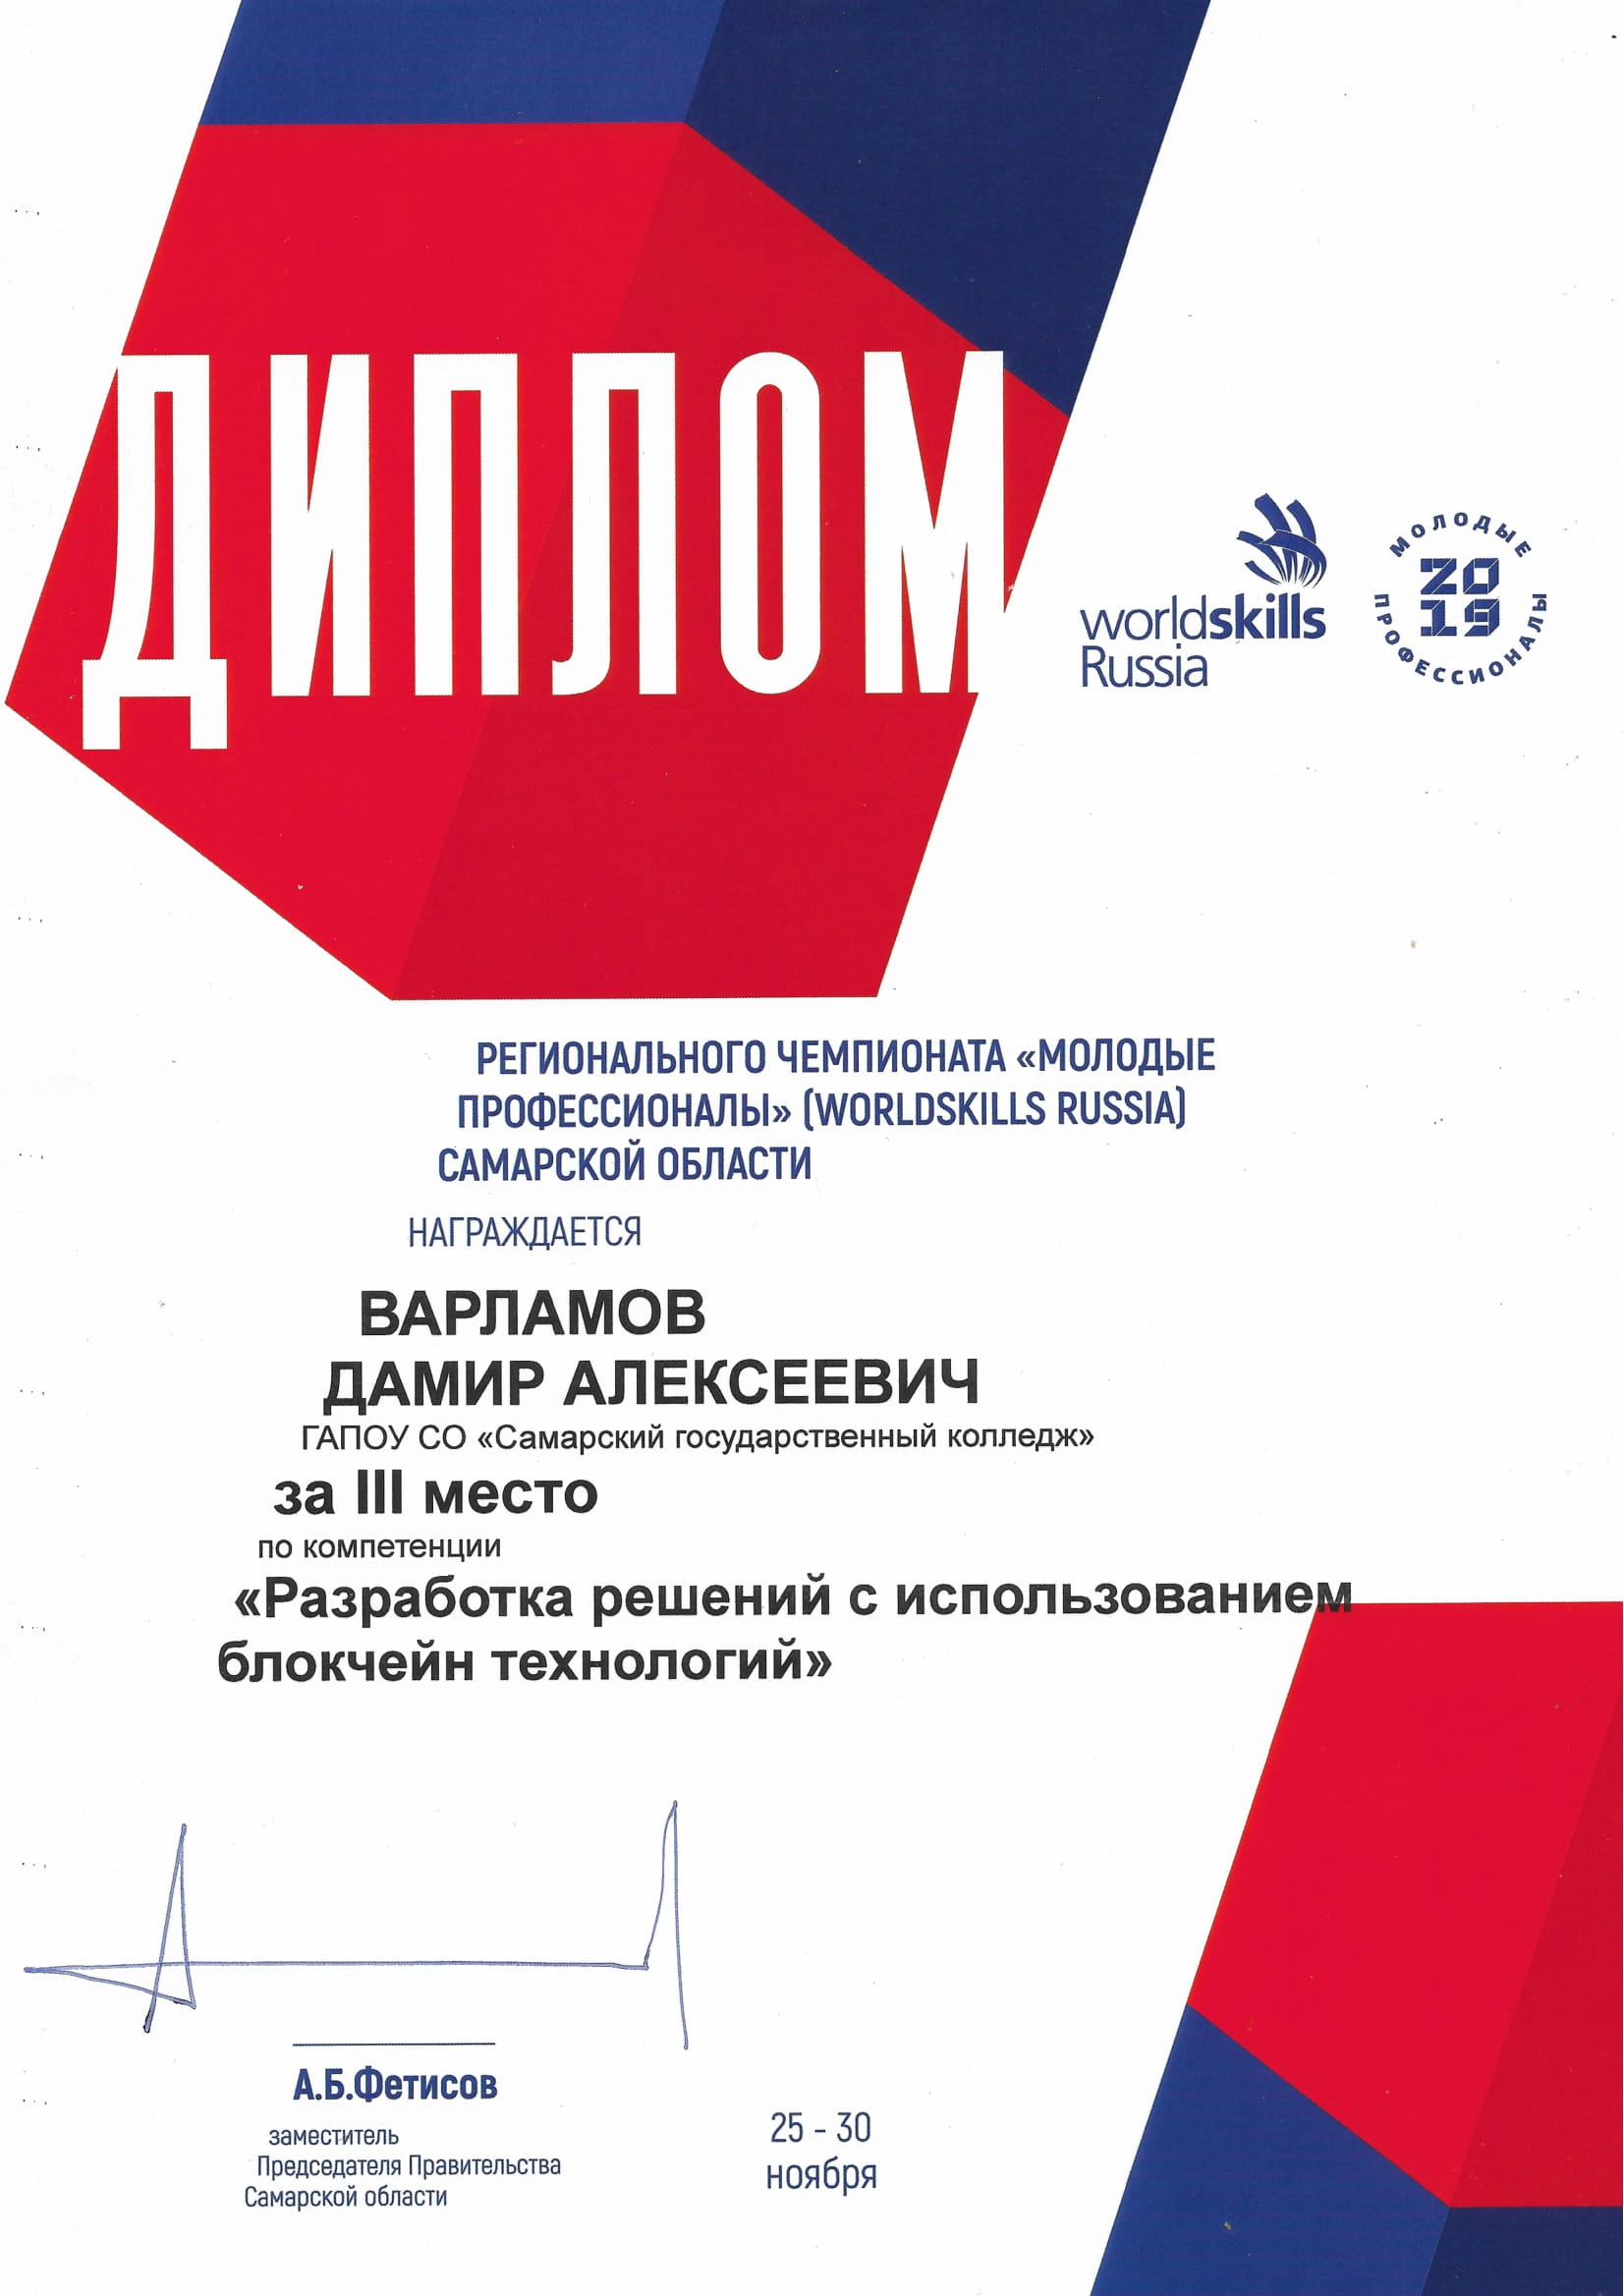 ДИПЛОМ
worldskills
Russia
МОЛОДЫЕ
20
19
ПРОФЕССИОНАЛЫ
РЕГИОНАЛЬНОГО ЧЕМПИОНАТА «МОЛОДЫЕ
ПРОФЕССИОНАЛЫ» (WORLDSKILLS RUSSIA)
САМАРСКОЙ ОБЛАСТИ
НАГРАЖДАЕТСЯ
ВАРЛАМОВ
ДАМИР АЛЕКСЕЕВИЧ
ГАПОУ СО «Самарский государственный колледж»
за III место
по компетенции
«Разработка решений с использованием
блокчейн технологий»
А.Б.Фетисов
заместитель
Председателя Правительства
Самарской области
25 - 30
ноября